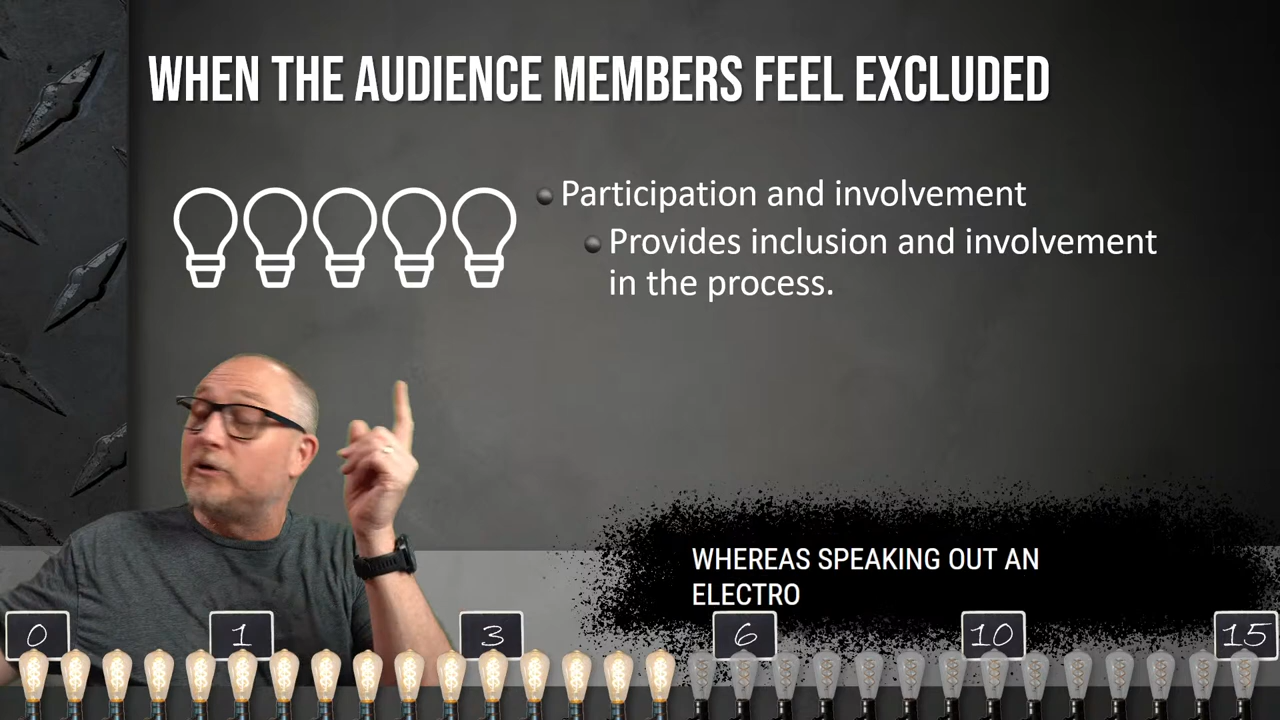 WHEN THE AUDIENCE MEMBERS FEEL EXCLUDED
Participation and involvement
Provides inclusion and involvement
in the process.
WHEREAS SPEAKING OUT AN
ELECTRO
0 1 3 6 10 15